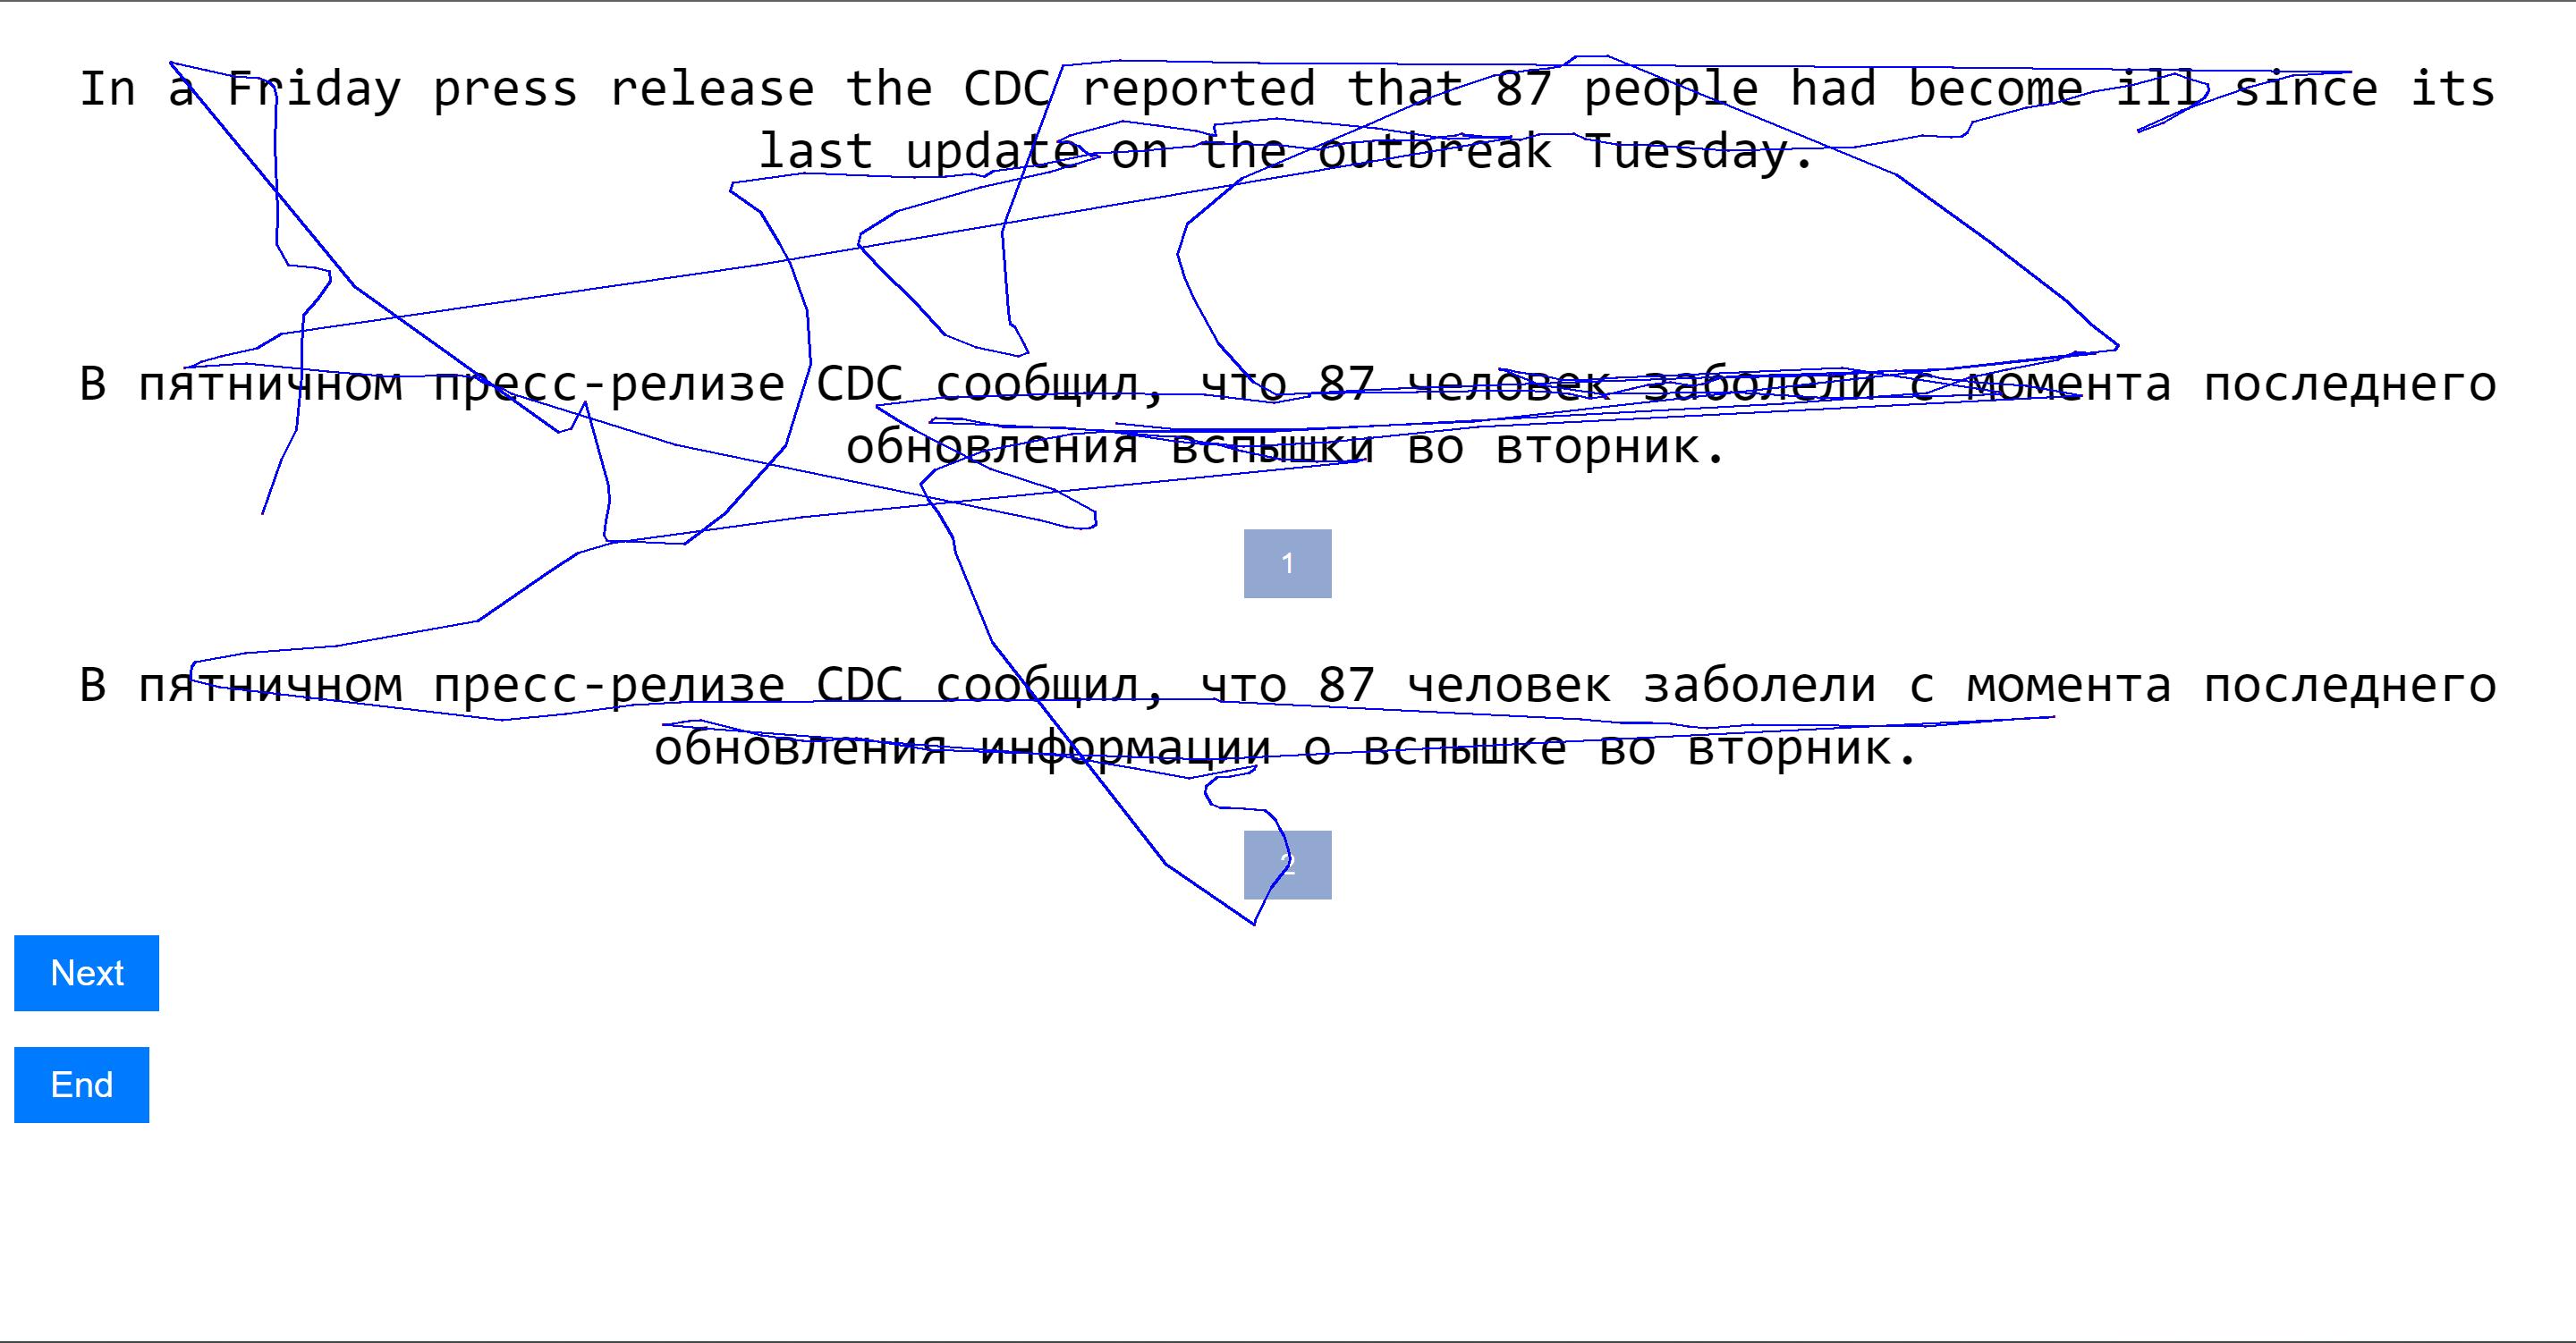 In a Friday press release the CDC reported that 87 people had become ill since its
last update on the outbreak Tuesday.
В пятничном пресс-релизе CDC сообщил, что 87 человек заболели с момента последнего
обновления вспышки во вторник.
1
В пятничном пресс-релизе CDC сообщил, что 87 человек заболели с момента последнего
обновления информации о вспышке во вторник.
2
Next
End